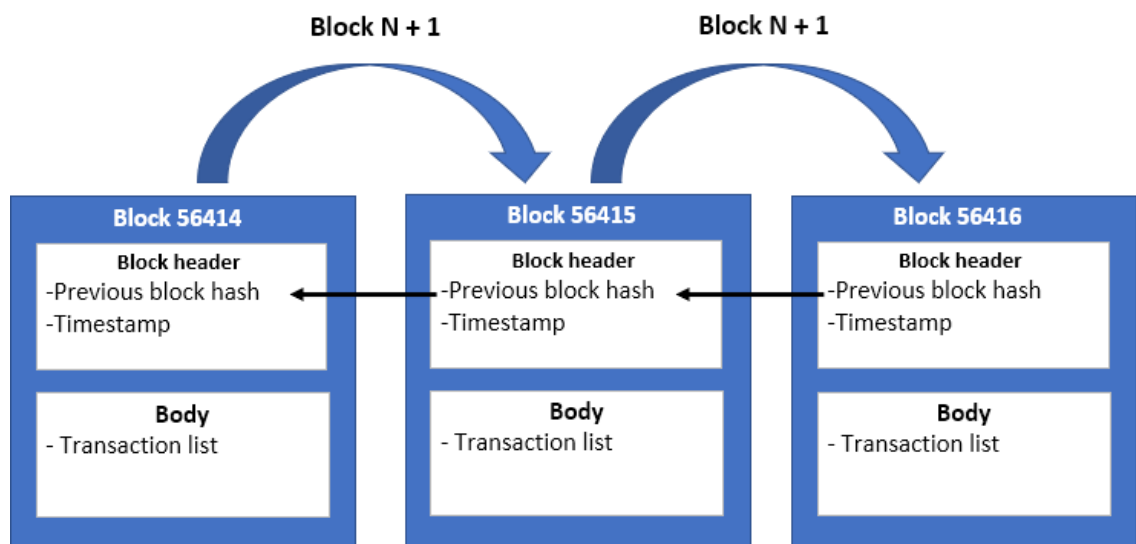 Block N + 1
Block N + 1
Block 56414
Block header
-Previous block hash
-Timestamp
Body
- Transaction list
Block 56415
Block header
-Previous block hash
-Timestamp
Body
- Transaction list
Block 56416
Block header
-Previous block hash
-Timestamp
Body
- Transaction list